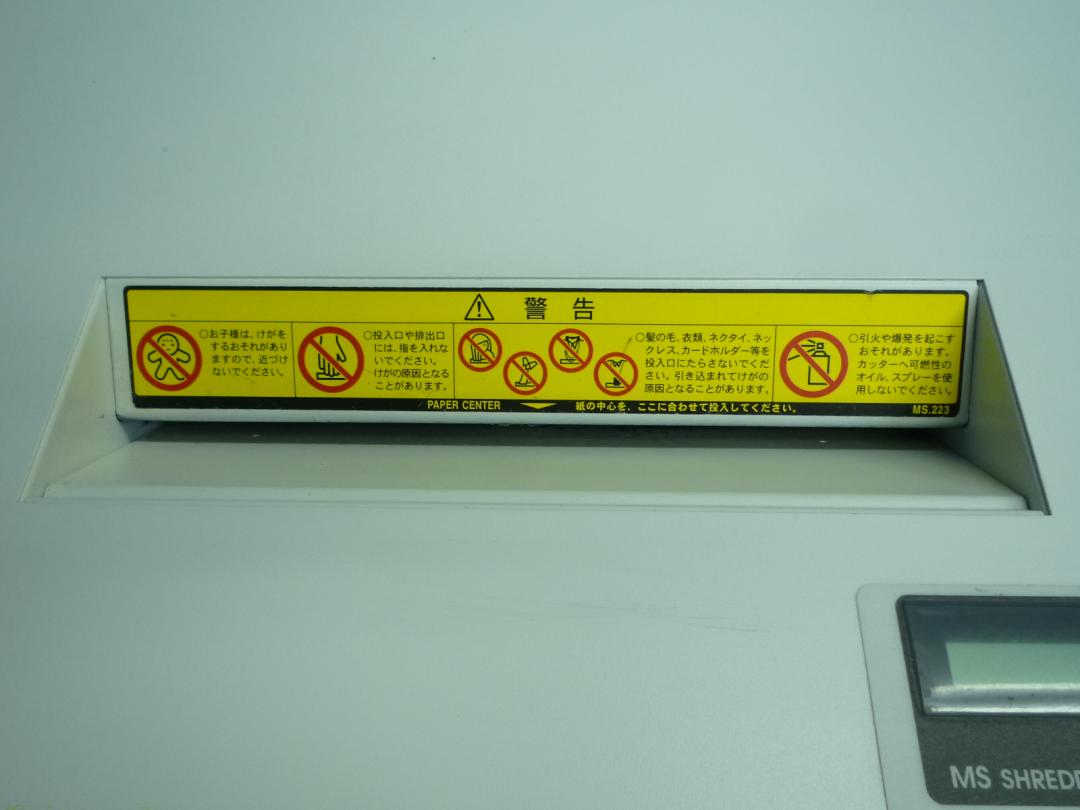 警告
○お子様は、けがを
するおそれがあり
ますので、近づけ
ないでください。
○投入口や排出口
には、指を入れな
いでください。
けがの原因となる
ことがあります。
○髪の毛、衣類、ネクタイ、ネッ
クレス、カードホルダー等を
投入口にたらさないでくだ
さい。引き込まれてけがの
原因となることがあります。
○引火や爆発を起こす
おそれがあります。
カッターへ可燃性の
オイル、スプレーを使
用しないでください。
PAPER CENTER 紙の中心を、ここに合わせて投入してください。 MS.223
MS SHREDD